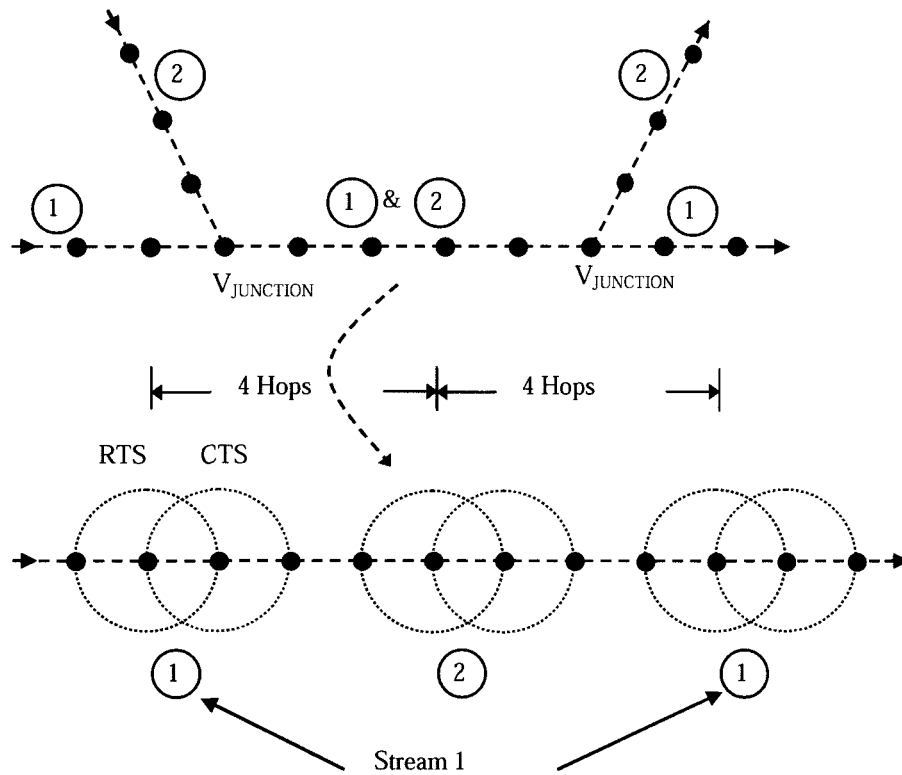 2
2
1
1 & 2
1
VJUNCTION
VJUNCTION
4 Hops
4 Hops
RTS
CTS
1
2
1
Stream 1